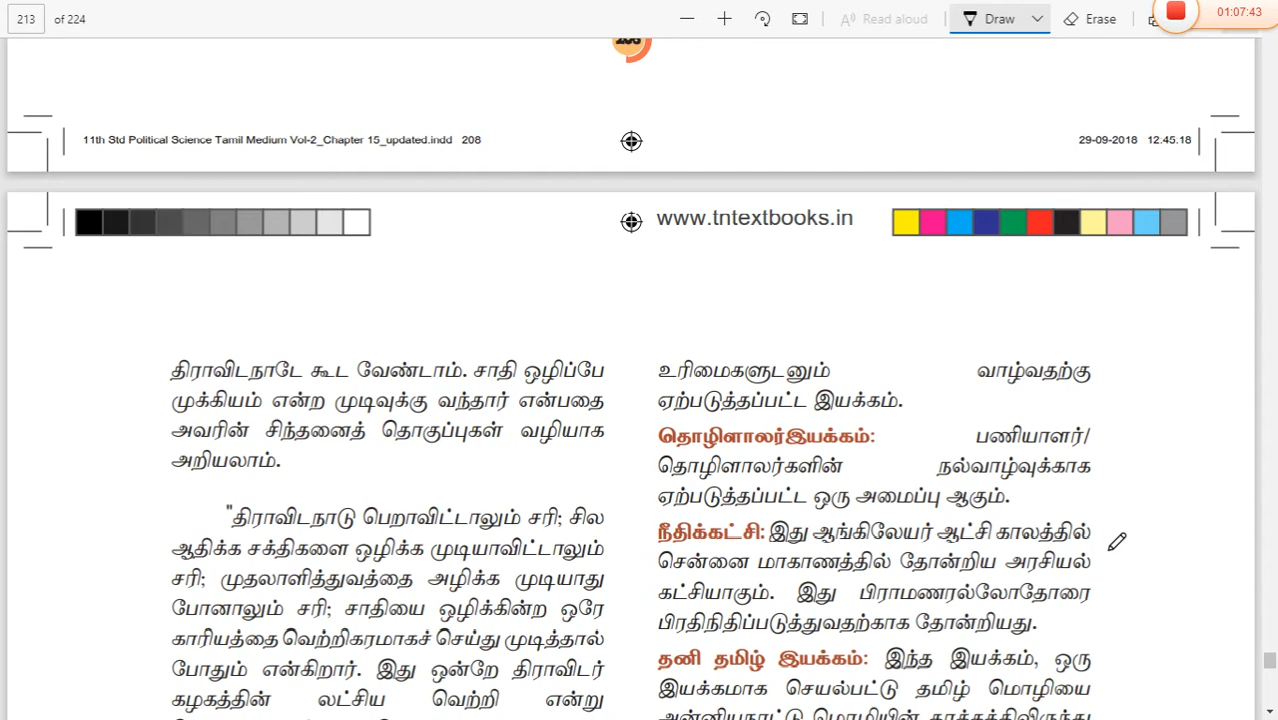 213 of 224
Read aloud
Draw
Erase
01:07:43
11th Std Political Science Tamil Medium Vol-2_Chapter 15_updated.indd 208
29-09-2018 12.45.18
www.tntextbooks.in
திராவிடநாடே கூட வேண்டாம். சாதி ஒழிப்பே
முக்கியம் என்ற முடிவுக்கு வந்தார் என்பதை
அவரின் சிந்தனைத் தொகுப்புகள் வழியாக
அறியலாம்.
"திராவிடநாடு பெறாவிட்டாலும் சரி; சில
ஆதிக்க சக்திகளை ஒழிக்க முடியாவிட்டாலும்
சரி; முதலாளித்துவத்தை அழிக்க முடியாது
போனாலும் சரி; சாதியை ஒழிக்கின்ற ஒரே
காரியத்தை வெற்றிகரமாகச் செய்து முடித்தால்
போதும் என்கிறார். இது ஒன்றே திராவிடர்
கழகத்தின் லட்சிய வெற்றி என்று
உரிமைகளுடனும் வாழ்வதற்கு
ஏற்படுத்தப்பட்ட இயக்கம்.
தொழிளாலர்இயக்கம்: பணியாளர்/
தொழிளாலர்களின் நல்வாழ்வுக்காக
ஏற்படுத்தப்பட்ட ஒரு அமைப்பு ஆகும்.
நீதிக்கட்சி: இது ஆங்கிலேயர் ஆட்சி காலத்தில்
சென்னை மாகாணத்தில் தோன்றிய அரசியல்
கட்சியாகும். இது பிராமணரல்லோதோரை
பிரதிநிதிப்படுத்துவதற்காக தோன்றியது.
தனி தமிழ் இயக்கம்: இந்த இயக்கம், ஒரு
இயக்கமாக செயல்பட்டு தமிழ் மொழியை
அன்னியநாட்டு மொழியின் தாக்கத்திலிருந்து